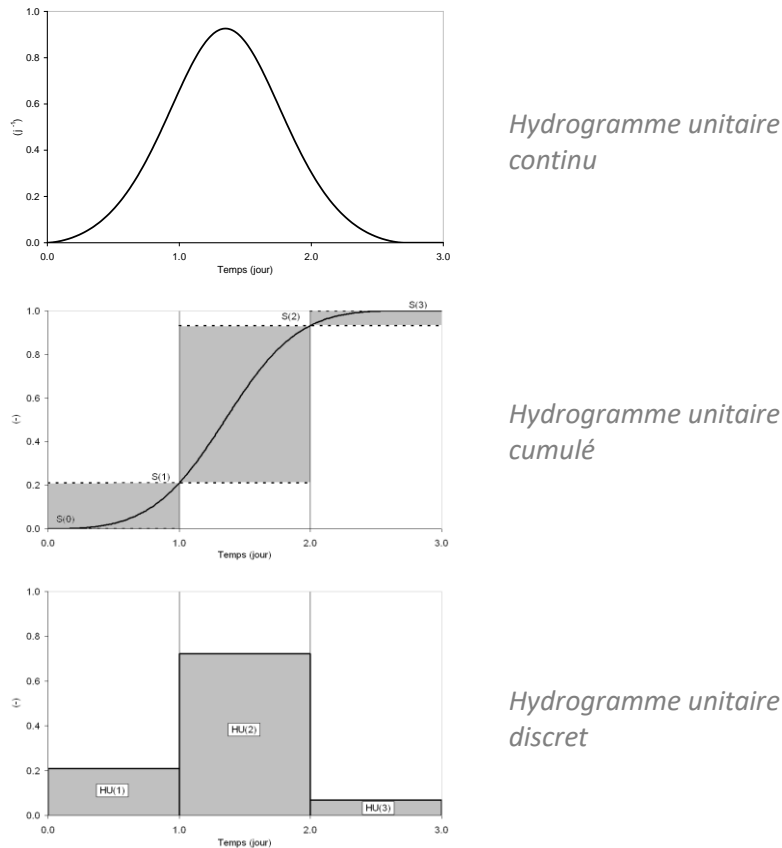 1.0
0.8
0.6
0.4
0.2
0.0
(j⁻¹)
0.0 1.0 2.0 3.0
Temps (jour)
Hydrogramme unitaire
continu
1.0
0.8
0.6
0.4
0.2
0.0
(-)
S(0)
S(1)
S(2)
S(3)
0.0 1.0 2.0 3.0
Temps (jour)
Hydrogramme unitaire
cumulé
1.0
0.8
0.6
0.4
0.2
0.0
(-)
HU(1)
HU(2)
HU(3)
0.0 1.0 2.0 3.0
Temps (jour)
Hydrogramme unitaire
discret